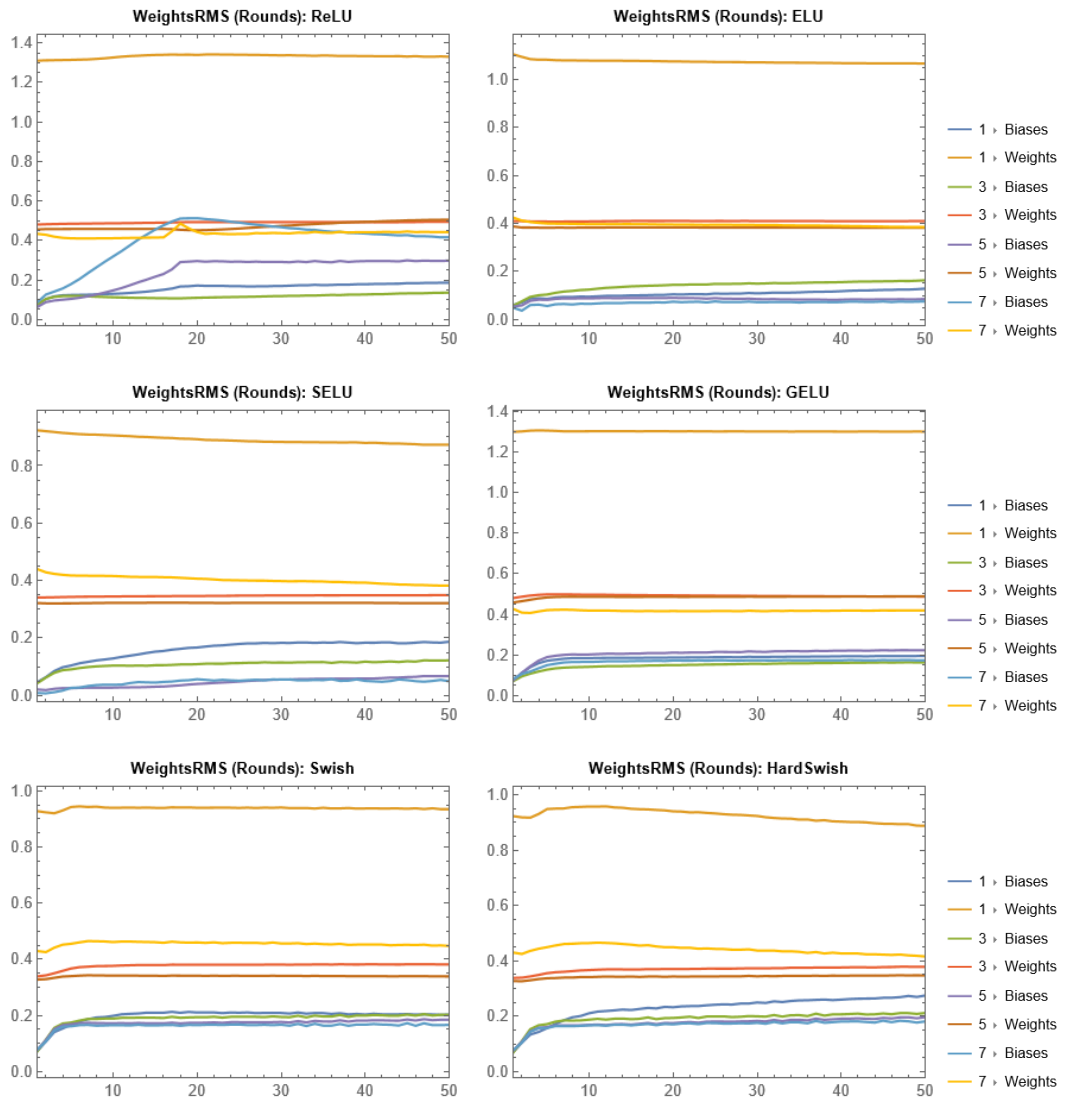 WeightsRMS (Rounds): ReLU
WeightsRMS (Rounds): ELU
1.4
1.2
1.0
0.8
0.6
0.4
0.2
0.0
10 20 30 40 50
1.0
0.8
0.6
0.4
0.2
0.0
10 20 30 40 50
1 ‣ Biases
1 ‣ Weights
3 ‣ Biases
3 ‣ Weights
5 ‣ Biases
5 ‣ Weights
7 ‣ Biases
7 ‣ Weights
WeightsRMS (Rounds): SELU
WeightsRMS (Rounds): GELU
0.8
0.6
0.4
0.2
0.0
10 20 30 40 50
1.4
1.2
1.0
0.8
0.6
0.4
0.2
0.0
10 20 30 40 50
1 ‣ Biases
1 ‣ Weights
3 ‣ Biases
3 ‣ Weights
5 ‣ Biases
5 ‣ Weights
7 ‣ Biases
7 ‣ Weights
WeightsRMS (Rounds): Swish
WeightsRMS (Rounds): HardSwish
1.0
0.8
0.6
0.4
0.2
0.0
10 20 30 40 50
1.0
0.8
0.6
0.4
0.2
0.0
10 20 30 40 50
1 ‣ Biases
1 ‣ Weights
3 ‣ Biases
3 ‣ Weights
5 ‣ Biases
5 ‣ Weights
7 ‣ Biases
7 ‣ Weights